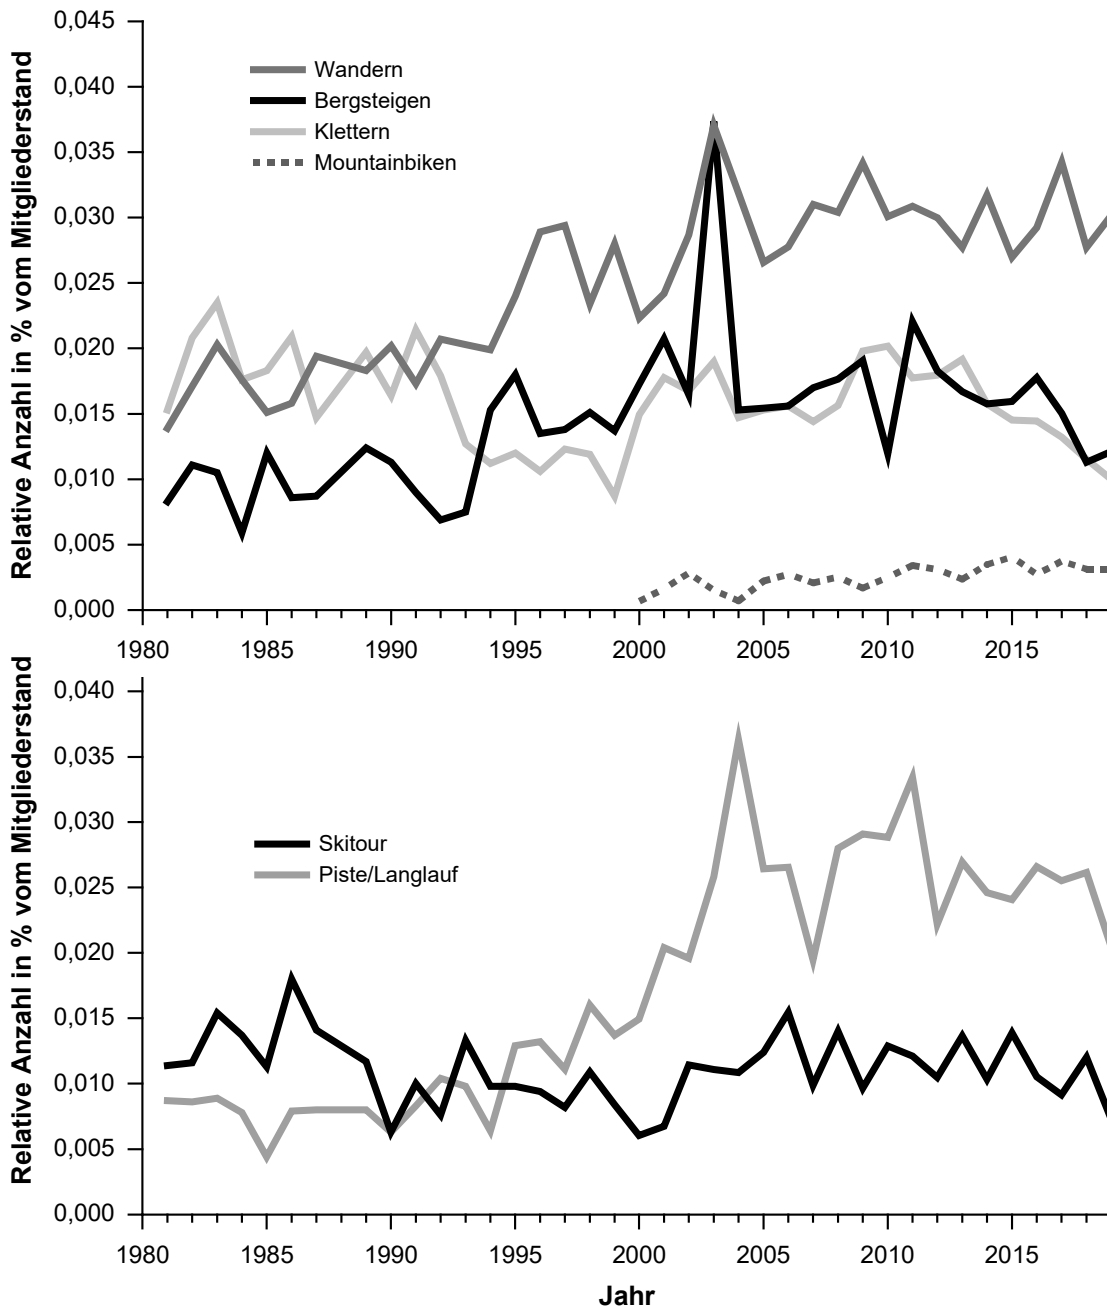 Relative Anzahl in % vom Mitgliederstand
0,045
0,040
0,035
0,030
0,025
0,020
0,015
0,010
0,005
0,000
Wandern
Bergsteigen
Klettern
Mountainbiken
1980 1985 1990 1995 2000 2005 2010 2015
Relative Anzahl in % vom Mitgliederstand
0,040
0,035
0,030
0,025
0,020
0,015
0,010
0,005
0,000
Skitour
Piste/Langlauf
1980 1985 1990 1995 2000 2005 2010 2015
Jahr